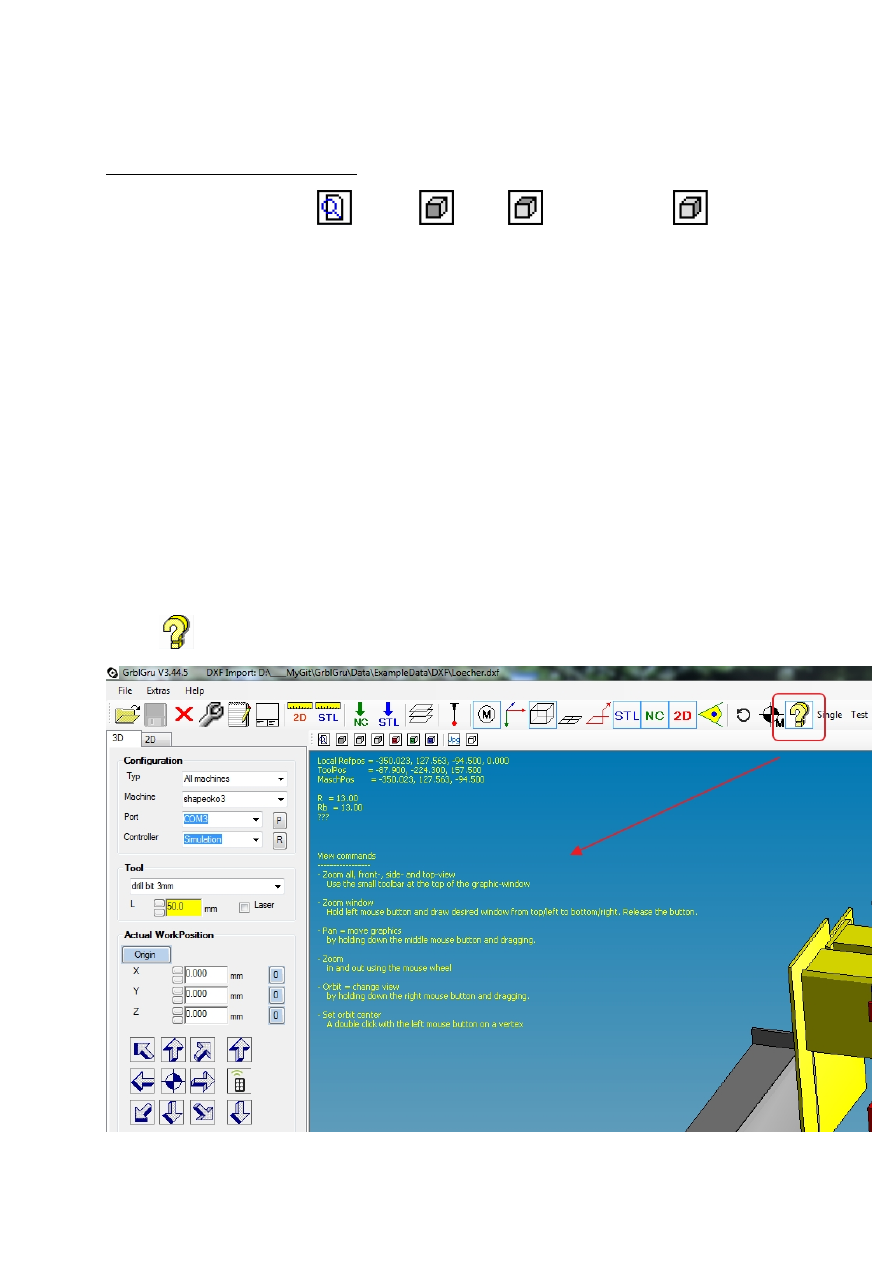 GrblGru V3.44.5 DXF Import: D:\___MyGit\GrblGru\Data\ExampleData\DXF\Loecher.dxf
File Extras Help
2D STL NC STL M STL NC 2D M Single Test
3D 2D
Jpg
Configuration
Typ All machines
Machine shapeoko3
Port COM3 P
Controller Simulation R
Tool
drill bit 3mm
L 50.0 mm Laser
Actual WorkPosition
Origin
X 0.000 mm 0
Y 0.000 mm 0
Z 0.000 mm 0
Local Refpos = -350.023, 127.563, -94.500, 0.000
ToolPos = -87.900, -224.300, 157.500
MaschPos = -350.023, 127.563, -94.500
R = 13.00
Rb = 13.00
???
View commands
-----------------
- Zoom all, front-, side- and top-view
Use the small toolbar at the top of the graphic-window
- Zoom window
Hold left mouse button and draw desired window from top/left to bottom/right. Release the button.
- Pan = move graphics
by holding down the middle mouse button and dragging.
- Zoom
in and out using the mouse wheel
- Orbit = change view
by holding down the right mouse button and dragging.
- Set orbit center
A double click with the left mouse button on a vertex